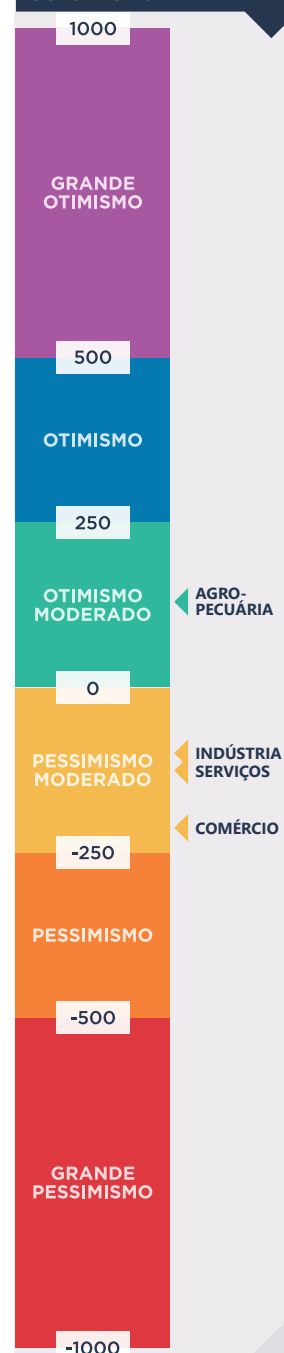 1000
GRANDE
OTIMISMO
500
OTIMISMO
250
OTIMISMO
MODERADO
AGRO-
PECUÁRIA
0
PESSIMISMO
MODERADO
INDÚSTRIA
SERVIÇOS
COMÉRCIO
-250
PESSIMISMO
-500
GRANDE
PESSIMISMO
-1000